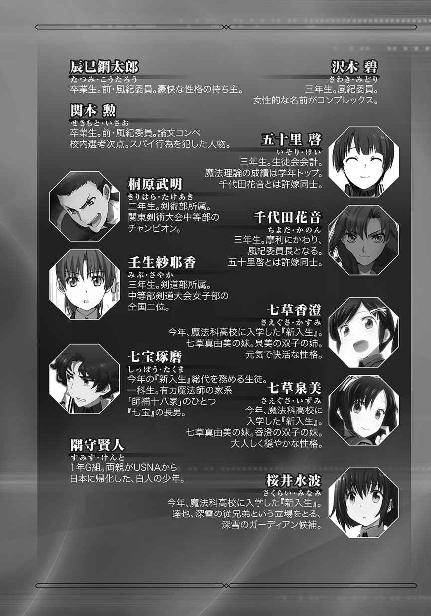 辰巳鋼太郎
たつみ・こうたろう
卒業生。前・風紀委員。豪快な性格の持ち主。
関本 勲
せきもと・いさお
卒業生。前・風紀委員。論文コンペ
校内選考次点。スパイ行為を犯した人物。
桐原武明
きりはら・たけあき
三年生。剣術部所属。
関東剣術大会中等部の
チャンピオン。
壬生紗耶香
みぶ・さやか
三年生。剣道部所属。
中等部剣道大会女子部の
全国二位。
七宝琢磨
しっぽう・たくま
今年の『新入生』総代を務める生徒。
一科生。有力魔法師の家系
『師補十八家』のひとつ
『七宝』の長男。
隅守賢人
すみす・けんと
1年G組。両親がUSNAから
日本に帰化した、白人の少年。
沢木 碧
さわき・みどり
三年生。風紀委員。
女性的な名前がコンプレックス。
五十里 啓
いそり・けい
三年生。生徒会会計。
魔法理論の成績は学年トップ。
千代田花音とは許嫁同士。
千代田花音
ちよだ・かのん
三年生。摩利にかわり、
風紀委員長となる。
五十里啓とは許嫁同士。
七草香澄
さえぐさ・かすみ
今年、魔法科高校に入学した『新入生』。
七草真由美の妹。泉美の双子の姉。
元気で快活な性格。
七草泉美
さえぐさ・いずみ
今年、魔法科高校に
入学した『新入生』。
七草真由美の妹。香澄の双子の妹。
大人しく穏やかな性格。
桜井水波
さくらい・みなみ
今年、魔法科高校に入学した『新入生』。
達也、深雪の従兄弟という立場をとる、
深雪のガーディアン候補。